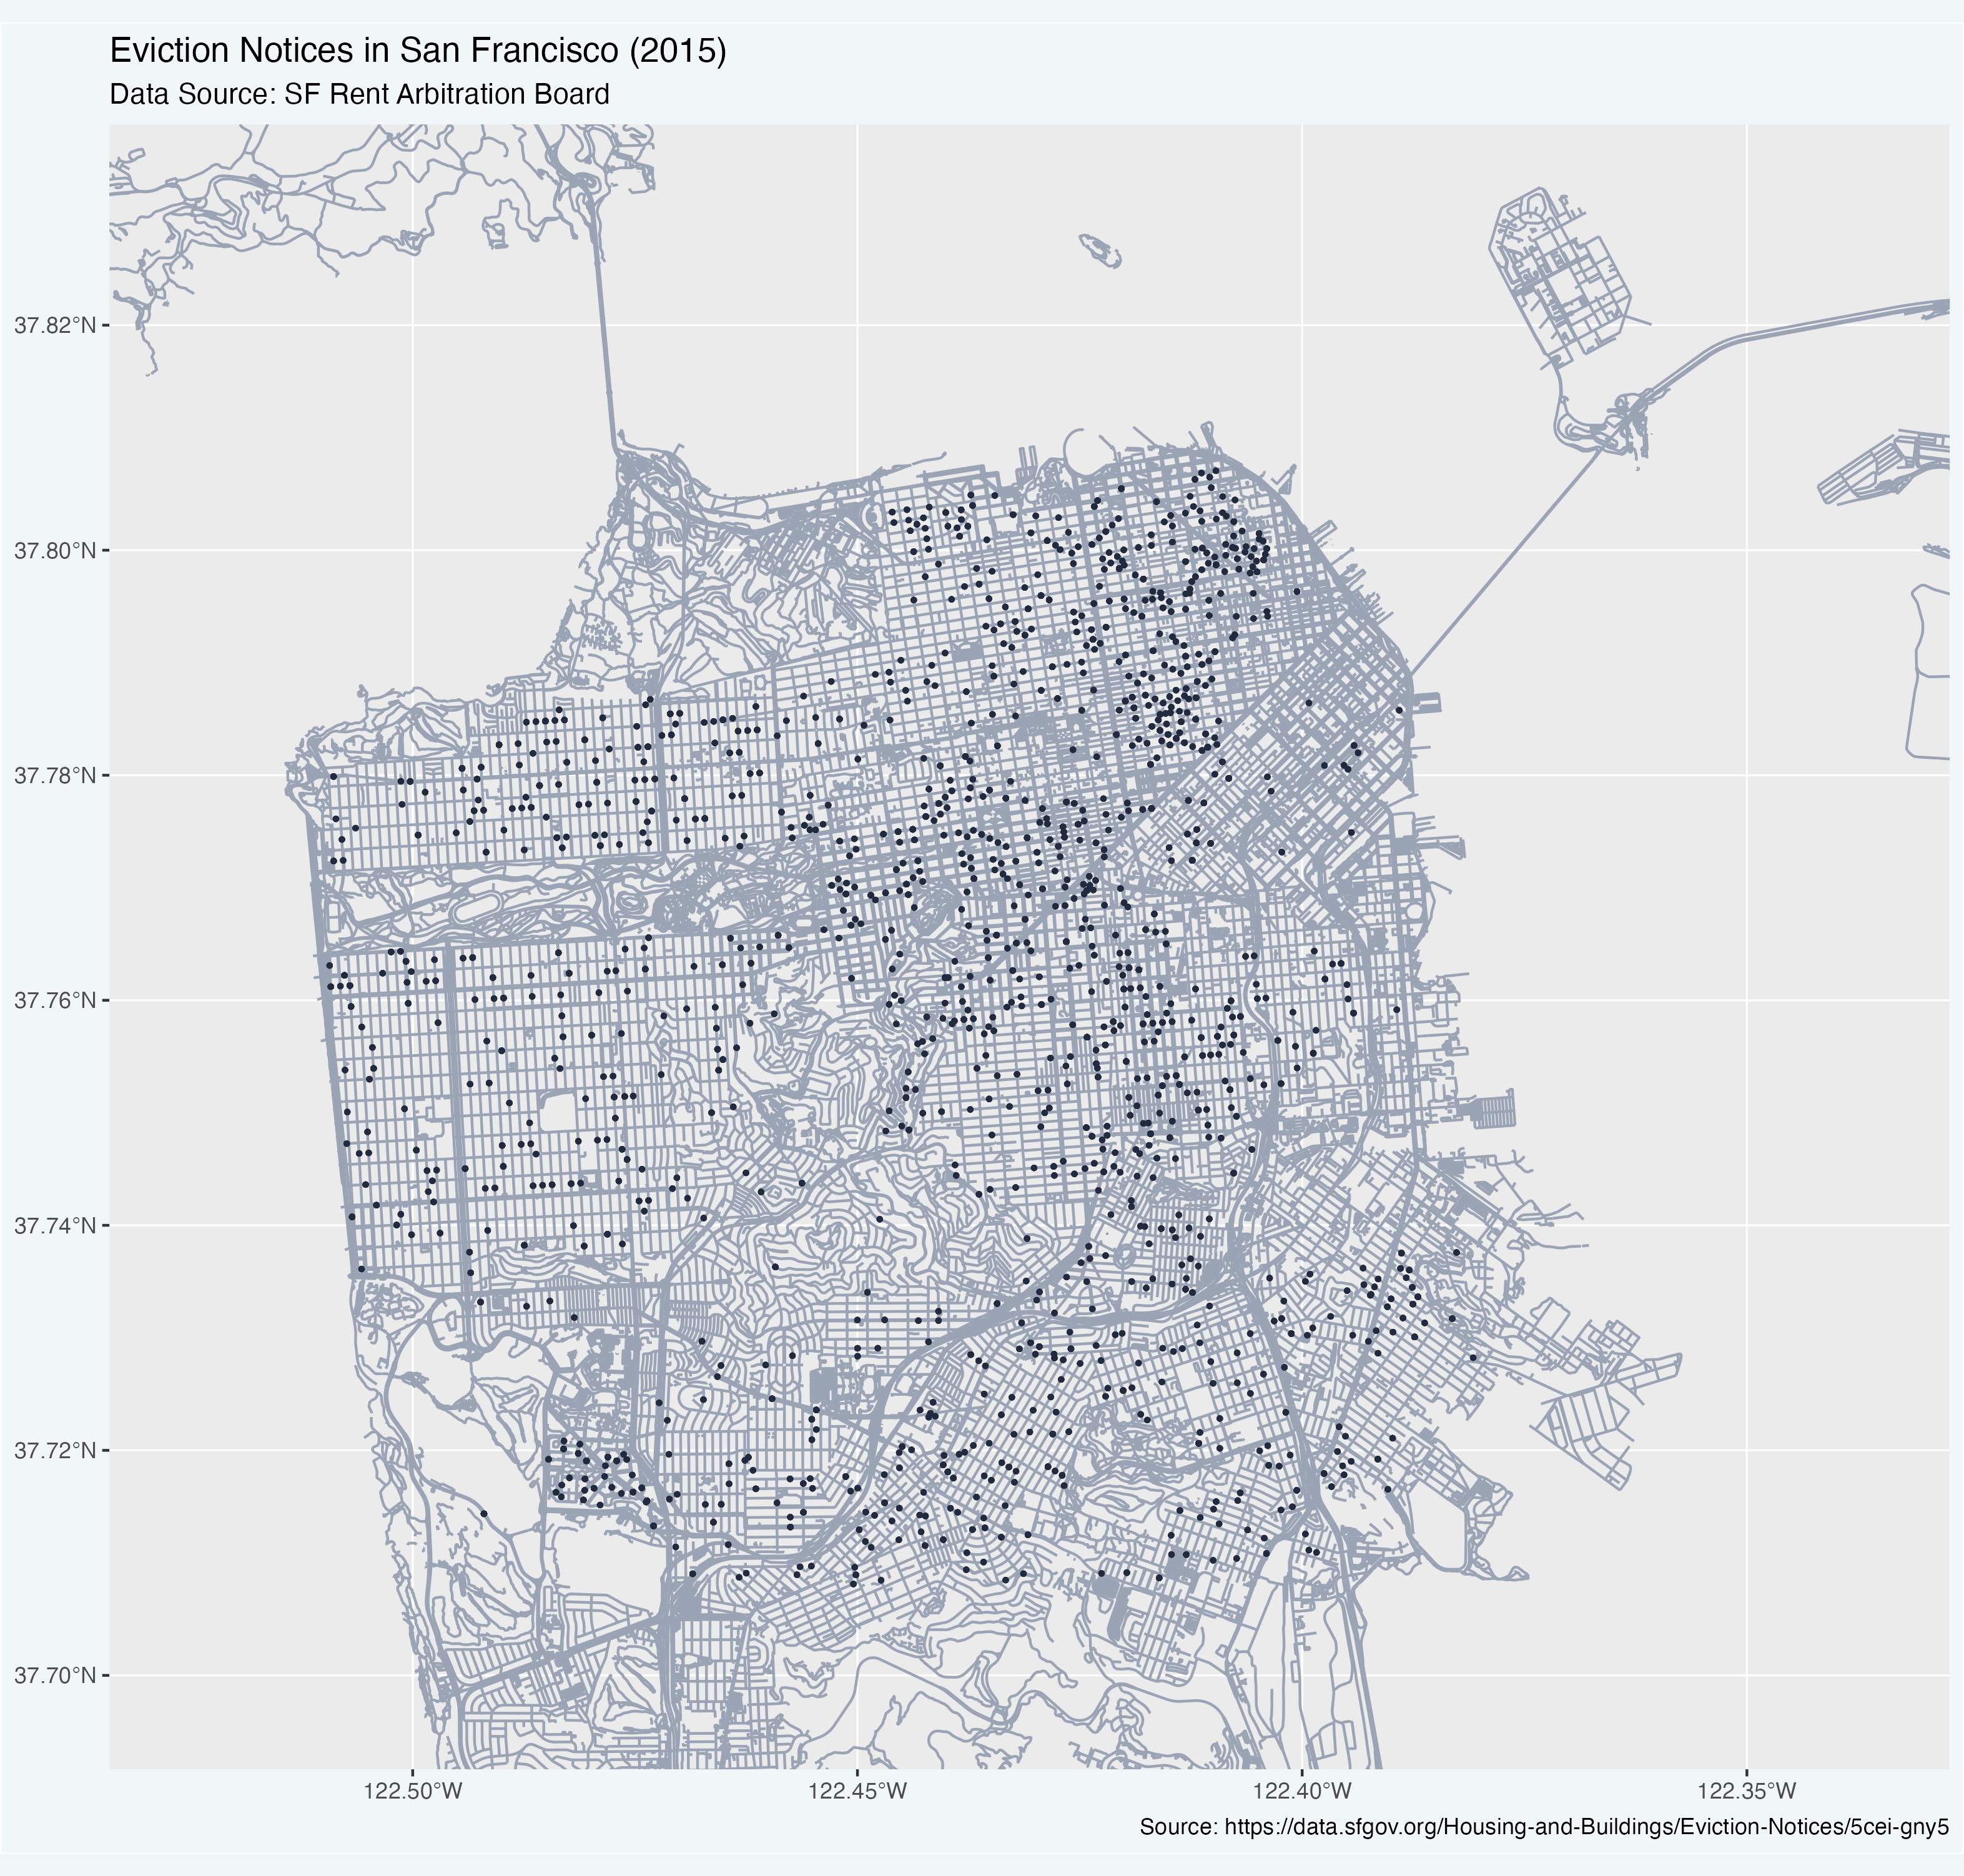 Eviction Notices in San Francisco (2015)
Data Source: SF Rent Arbitration Board
37.82°N
37.80°N
37.78°N
37.76°N
37.74°N
37.72°N
37.70°N
122.50°W
122.45°W
122.40°W
122.35°W
Source: https://data.sfgov.org/Housing-and-Buildings/Eviction-Notices/5cei-gny5